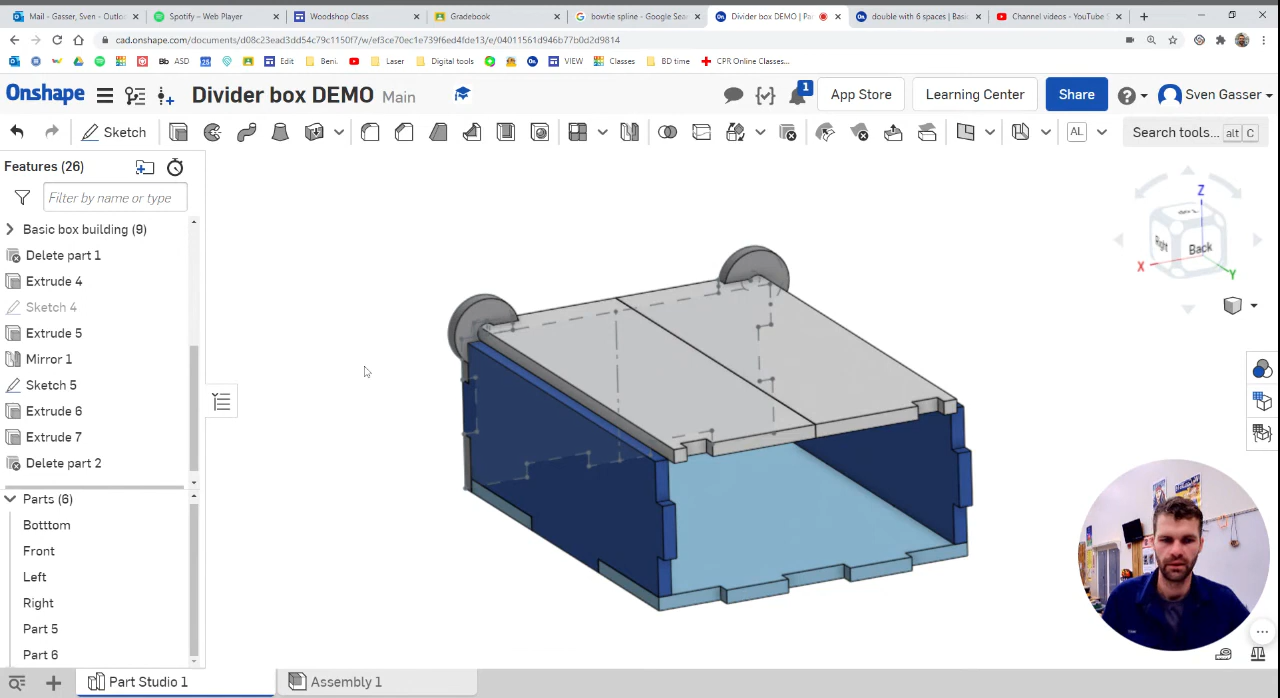 Mail - Gasser, Sven - Outlo
Spotify – Web Player
Woodshop Class
Gradebook
bowtie spline - Google Sea
Divider box DEMO | Pa
double with 6 spaces | Basi
Channel videos - YouTube S
cad.onshape.com/documents/d08c23ead3dd54c79c1150f7/w/ef3ce70ec1e739f6ed4fde13/e/04011561d946b77b0d2d9814
Bb ASD
Edit
Beni.
Laser
Digital tools
VIEW
Classes
BD time
CPR Online Classes...
Onshape
Divider box DEMO Main
1
App Store
Learning Center
Share
Sven Gasser
Sketch
AL
Search tools... alt C
Features (26)
Filter by name or type
Basic box building (9)
Delete part 1
Extrude 4
Sketch 4
Extrude 5
Mirror 1
Sketch 5
Extrude 6
Extrude 7
Delete part 2
Parts (6)
Botttom
Front
Left
Right
Part 5
Part 6
Z
Right
Back
X
Y
Part Studio 1
Assembly 1